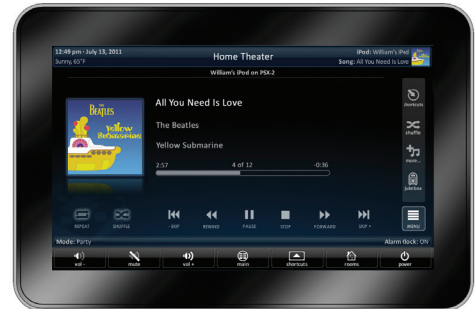 12:49 pm - July 13, 2011
Sunny, 65°F
Home Theater
iPod: William's iPod
Song: All You Need Is Love
William's iPod on PSX-2
THE
BEATLES
Yellow
Submarine
All You Need Is Love
The Beatles
Yellow Submarine
2:57 4 of 12 -0:36
shortcuts
shuffle
more...
jukebox
REPEAT SHUFFLE - SKIP REWIND PAUSE STOP FORWARD SKIP + MENU
Mode: Party Alarm Clock: ON
vol - mute vol + main shortcuts rooms power